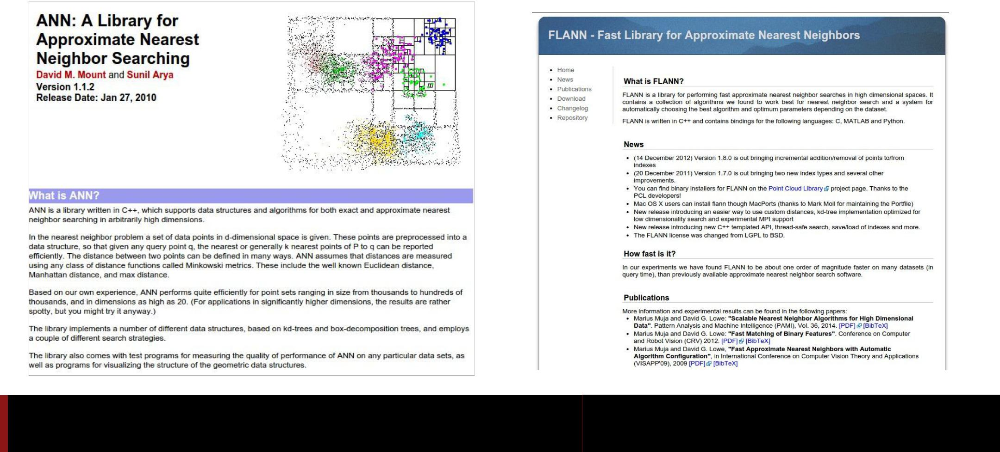 ANN: A Library for
Approximate Nearest
Neighbor Searching
David M. Mount and Sunil Arya
Version 1.1.2
Release Date: Jan 27, 2010
What is ANN?
ANN is a library written in C++, which supports data structures and algorithms for both exact and approximate nearest
neighbor searching in arbitrarily high dimensions.
In the nearest neighbor problem a set of data points in d-dimensional space is given. These points are preprocessed into a
data structure, so that given any query point q, the nearest or generally k nearest points of P to q can be reported
efficiently. The distance between two points can be defined in many ways. ANN assumes that distances are measured
using any class of distance functions called Minkowski metrics. These include the well known Euclidean distance,
Manhattan distance, and max distance.
Based on our own experience, ANN performs quite efficiently for point sets ranging in size from thousands to hundreds of
thousands, and in dimensions as high as 20. (For applications in significantly higher dimensions, the results are rather
spotty, but you might try it anyway.)
The library implements a number of different data structures, based on kd-trees and box-decomposition trees, and employs
a couple of different search strategies.
The library also comes with test programs for measuring the quality of performance of ANN on any particular data sets, as
well as programs for visualizing the structure of the geometric data structures.
FLANN - Fast Library for Approximate Nearest Neighbors
• Home
• News
• Publications
• Download
• Changelog
• Repository
What is FLANN?
FLANN is a library for performing fast approximate nearest neighbor searches in high dimensional spaces. It
contains a collection of algorithms we found to work best for nearest neighbor search and a system for
automatically choosing the best algorithm and optimum parameters depending on the dataset.
FLANN is written in C++ and contains bindings for the following languages: C, MATLAB and Python.
News
• (14 December 2012) Version 1.8.0 is out bringing incremental addition/removal of points to/from
indexes
• (20 December 2011) Version 1.7.0 is out bringing two new index types and several other
improvements.
• You can find binary installers for FLANN on the Point Cloud Library project page. Thanks to the
PCL developers!
• Mac OS X users can install flann though MacPorts (thanks to Mark Moll for maintaining the Portfile)
• New release introducing an easier way to use custom distances, kd-tree implementation optimized for
low dimensionality search and experimental MPI support
• New release introducing new C++ templated API, thread-safe search, save/load of indexes and more.
• The FLANN license was changed from LGPL to BSD.
How fast is it?
In our experiments we have found FLANN to be about one order of magnitude faster on many datasets (in
query time), than previously available approximate nearest neighbor search software.
Publications
More information and experimental results can be found in the following papers:
• Marius Muja and David G. Lowe: "Scalable Nearest Neighbor Algorithms for High Dimensional
Data". Pattern Analysis and Machine Intelligence (PAMI), Vol. 36, 2014. [PDF] [BibTeX]
• Marius Muja and David G. Lowe: "Fast Matching of Binary Features". Conference on Computer
and Robot Vision (CRV) 2012. [PDF] [BibTeX]
• Marius Muja and David G. Lowe, "Fast Approximate Nearest Neighbors with Automatic
Algorithm Configuration", in International Conference on Computer Vision Theory and Applications
(VISAPP'09), 2009 [PDF] [BibTeX]